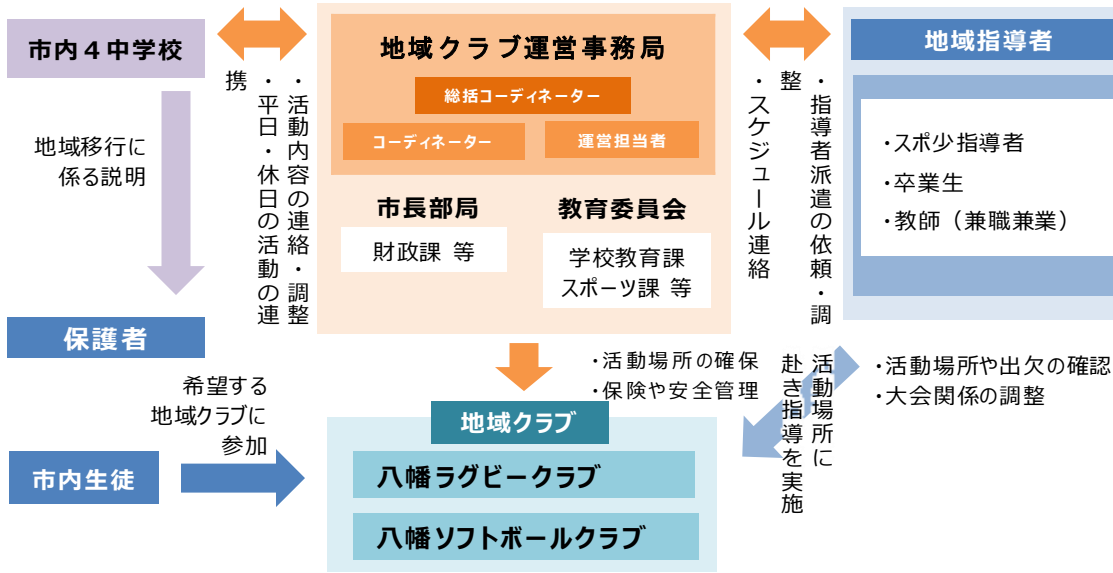 市内４中学校
地域移行に
係る説明
保護者
希望する
地域クラブに
参加
市内生徒
・活動内容の連絡・調整
・平日・休日の活動の連
携
地域クラブ運営事務局
総括コーディネーター
コーディネーター
運営担当者
市長部局
財政課 等
教育委員会
学校教育課
スポーツ課 等
・指導者派遣の依頼・調
整
・スケジュール連絡
地域指導者
・スポ少指導者
・卒業生
・教師（兼職兼業）
・活動場所の確保
・保険や安全管理
活動場所に
赴き指導を実施
・活動場所や出欠の確認
・大会関係の調整
地域クラブ
八幡ラグビークラブ
八幡ソフトボールクラブ